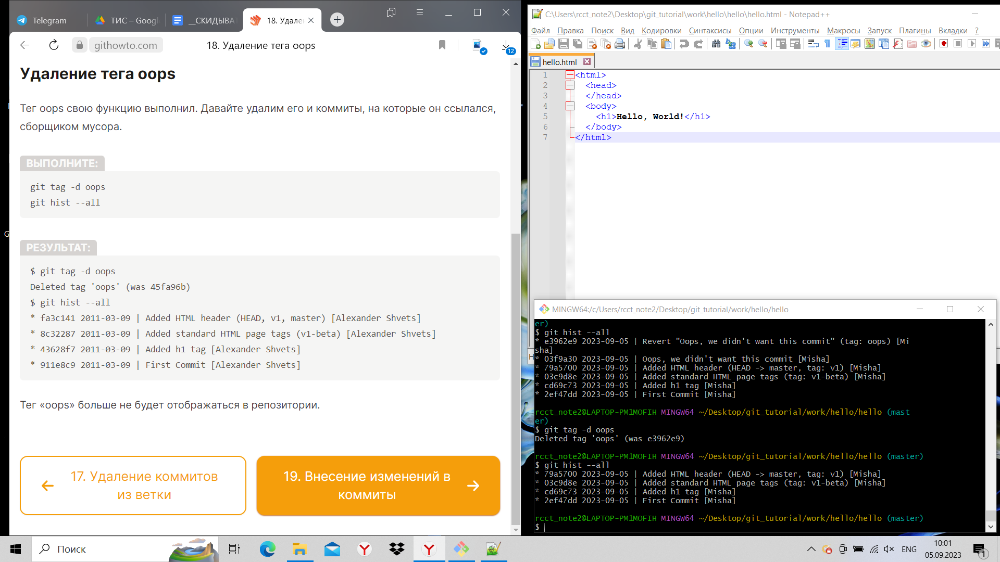 Telegram
ТИС – Goog
__СКИДЫВА
18. Удален
githowto.com
18. Удаление тега oops
12
Удаление тега oops
Тег oops свою функцию выполнил. Давайте удалим его и коммиты, на которые он ссылался,
сборщиком мусора.
ВЫПОЛНИТЕ:
git tag -d oops
git hist --all
РЕЗУЛЬТАТ:
$ git tag -d oops
Deleted tag 'oops' (was 45fa96b)
$ git hist --all
* fa3c141 2011-03-09 | Added HTML header (HEAD, v1, master) [Alexander Shvets]
* 8c32287 2011-03-09 | Added standard HTML page tags (v1-beta) [Alexander Shvets]
* 43628f7 2011-03-09 | Added h1 tag [Alexander Shvets]
* 911e8c9 2011-03-09 | First Commit [Alexander Shvets]
Тег «oops» больше не будет отображаться в репозитории.
17. Удаление коммитов
из ветки
19. Внесение изменений в
коммиты
G
C:\Users\rcct_note2\Desktop\git_tutorial\work\hello\hello\hello.html - Notepad++
Файл Правка Поиск Вид Кодировки Синтаксисы Опции Инструменты Макросы Запуск Плагины Вкладки ?
hello.html
1 <html>
2 <head>
3 </head>
4 <body>
5 <h1>Hello, World!</h1>
6 </body>
7 </html>
H
MINGW64:/c/Users/rcct_note2/Desktop/git_tutorial/work/hello/hello
er)
$ git hist --all
* e3962e9 2023-09-05 | Revert "Oops, we didn't want this commit" (tag: oops) [Mi
sha]
* 03f9a30 2023-09-05 | Oops, we didn't want this commit [Misha]
* 79a5700 2023-09-05 | Added HTML header (HEAD -> master, tag: v1) [Misha]
* 03c9d8e 2023-09-05 | Added standard HTML page tags (tag: v1-beta) [Misha]
* cd69c73 2023-09-05 | Added h1 tag [Misha]
* 2ef47dd 2023-09-05 | First Commit [Misha]
rcct_note2@LAPTOP-PM1MOFIH MINGW64 ~/Desktop/git_tutorial/work/hello/hello (mast
er)
$ git tag -d oops
Deleted tag 'oops' (was e3962e9)
rcct_note2@LAPTOP-PM1MOFIH MINGW64 ~/Desktop/git_tutorial/work/hello/hello (master)
$ git hist --all
* 79a5700 2023-09-05 | Added HTML header (HEAD -> master, tag: v1) [Misha]
* 03c9d8e 2023-09-05 | Added standard HTML page tags (tag: v1-beta) [Misha]
* cd69c73 2023-09-05 | Added h1 tag [Misha]
* 2ef47dd 2023-09-05 | First Commit [Misha]
rcct_note2@LAPTOP-PM1MOFIH MINGW64 ~/Desktop/git_tutorial/work/hello/hello (master)
$
Поиск
ENG
10:01
05.09.2023
1